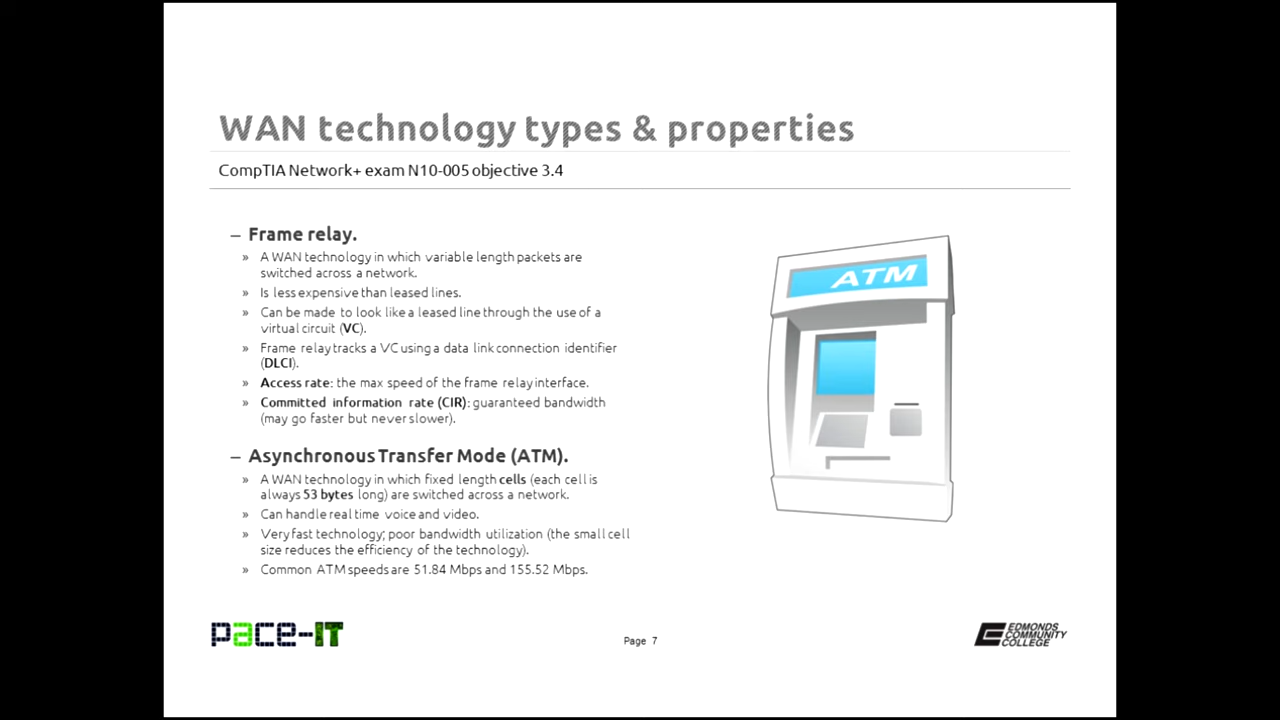 WAN technology types & properties
CompTIA Network+ exam N10-005 objective 3.4
– Frame relay.
» A WAN technology in which variable length packets are
switched across a network.
» Is less expensive than leased lines.
» Can be made to look like a leased line through the use of a
virtual circuit (VC).
» Frame relay tracks a VC using a data link connection identifier
(DLCI).
» Access rate: the max speed of the frame relay interface.
» Committed information rate (CIR): guaranteed bandwidth
(may go faster but never slower).
– Asynchronous Transfer Mode (ATM).
» A WAN technology in which fixed length cells (each cell is
always 53 bytes long) are switched across a network.
» Can handle real time voice and video.
» Very fast technology; poor bandwidth utilization (the small cell
size reduces the efficiency of the technology).
» Common ATM speeds are 51.84 Mbps and 155.52 Mbps.
ATM
pace-IT
Page 7
EDMONDS
COMMUNITY
COLLEGE